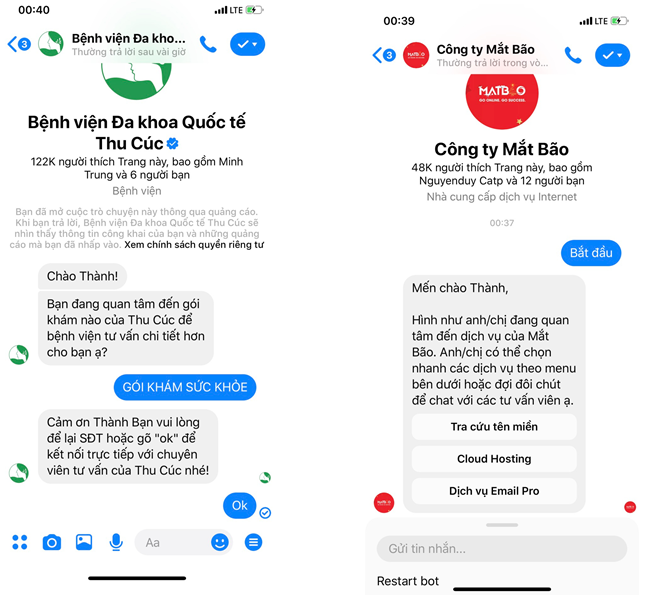 00:40
LTE
3
Bệnh viện Đa kho...
Thường trả lời sau vài giờ
Bệnh viện Đa khoa Quốc tế
Thu Cúc
122K người thích Trang này, bao gồm Minh
Trung và 6 người bạn
Bệnh viện
Bạn đã mở cuộc trò chuyện này thông qua quảng cáo.
Khi bạn trả lời, Bệnh viện Đa khoa Quốc tế Thu Cúc sẽ
nhìn thấy thông tin công khai của bạn và những quảng
cáo mà bạn đã nhấp vào. Xem chính sách quyền riêng tư
Chào Thành!
Bạn đang quan tâm đến gói
khám nào của Thu Cúc để
bệnh viện tư vấn chi tiết hơn
cho bạn ạ?
GÓI KHÁM SỨC KHỎE
Cảm ơn Thành Bạn vui lòng
để lại SĐT hoặc gõ "ok" để
kết nối trực tiếp với chuyên
viên tư vấn của Thu Cúc nhé!
Ok
Aa
00:39
LTE
3
Công ty Mắt Bão
Thường trả lời trong vò...
MATBAO
GO ONLINE. GO SUCCESS.
Công ty Mắt Bão
48K người thích Trang này, bao gồm
Nguyenduy Catp và 12 người bạn
Nhà cung cấp dịch vụ Internet
00:37
Bắt đầu
Mến chào Thành,
Hình như anh/chị đang quan
tâm đến dịch vụ của Mắt
Bão. Anh/chị có thể chọn
nhanh các dịch vụ theo menu
bên dưới hoặc đợi đôi chút
để chat với các tư vấn viên ạ.
Tra cứu tên miền
Cloud Hosting
Dịch vụ Email Pro
Gửi tin nhắn...
Restart bot